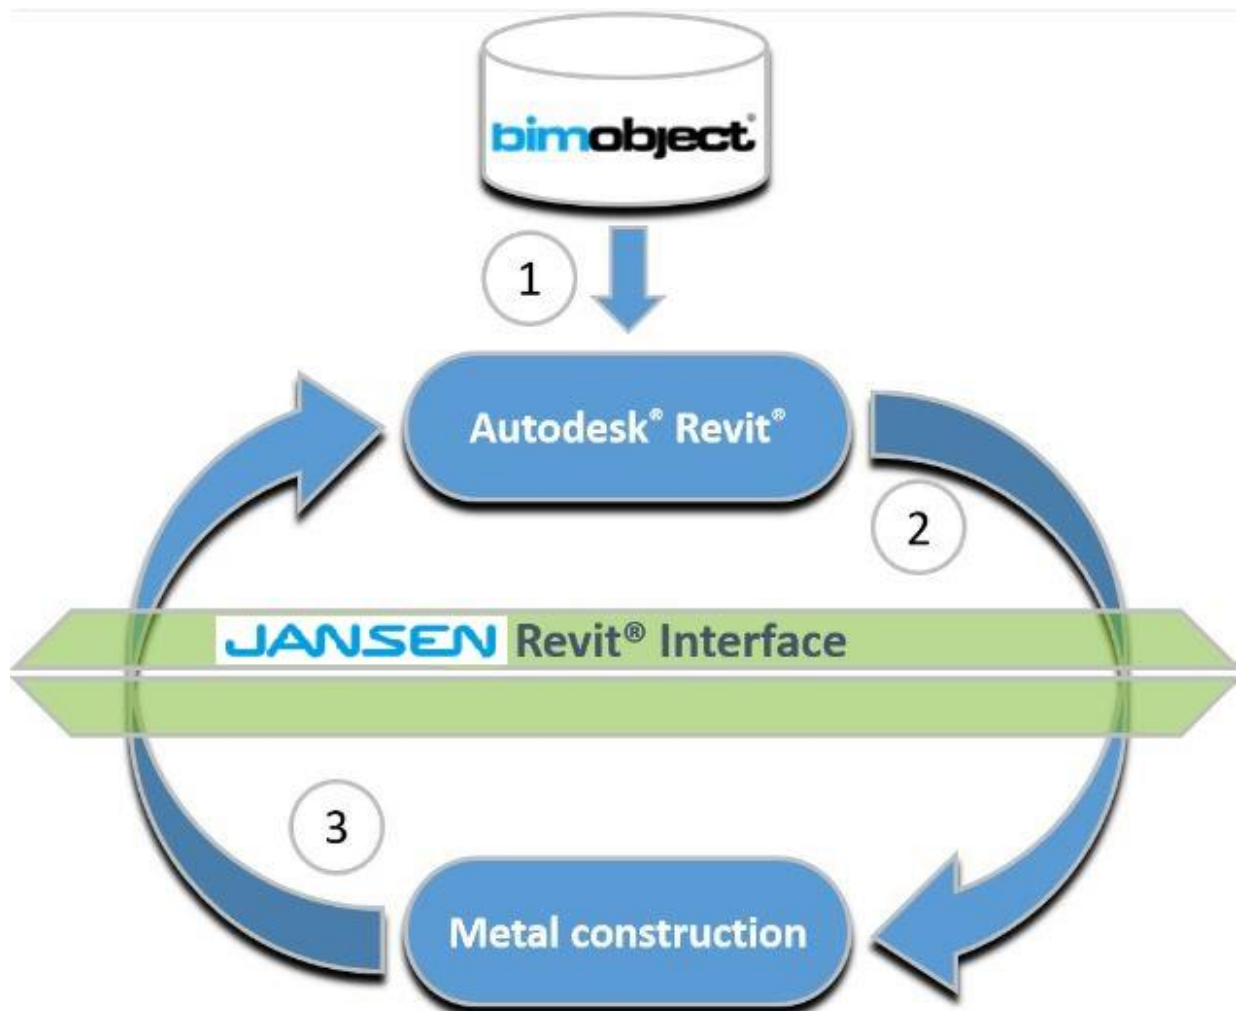 bimobject®
1
Autodesk® Revit®
2
JANSEN Revit® Interface
3
Metal construction